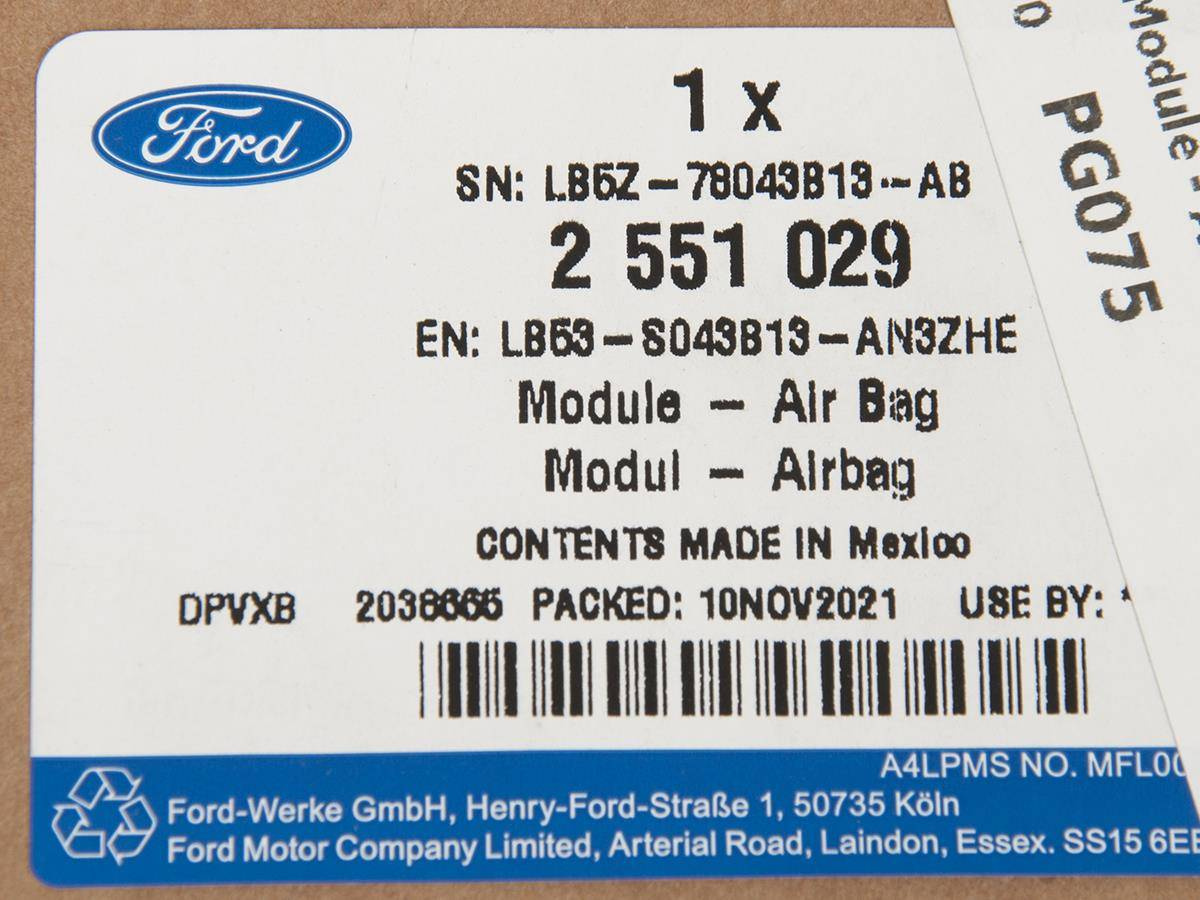 Ford
1 x
SN: LB5Z-78043B13-AB
2 551 029
EN: LB53-S043B13-AN3ZHE
Module - Air Bag
Modul - Airbag
CONTENTS MADE IN Mexico
DPVXB PACKED: 10NOV2021 USE BY: *
A4LPMS NO. MFL00
Ford-Werke GmbH, Henry-Ford-Straße 1, 50735 Köln
Ford Motor Company Limited, Arterial Road, Laindon, Essex. SS15 6EE
Module
PG075